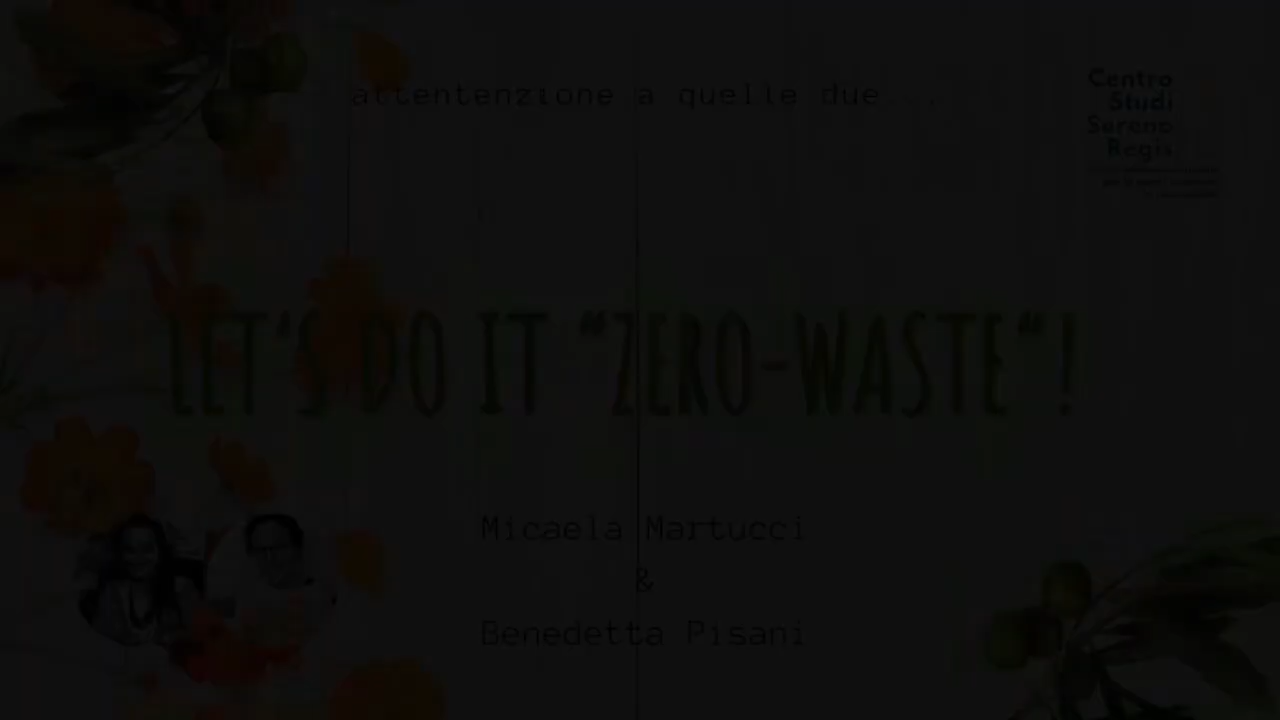 attentenzione a quelle due...
Centro
Studi
Sereno
Regis
LET'S DO IT “ZERO-WASTE“!
Micaela Martucci
&
Benedetta Pisani